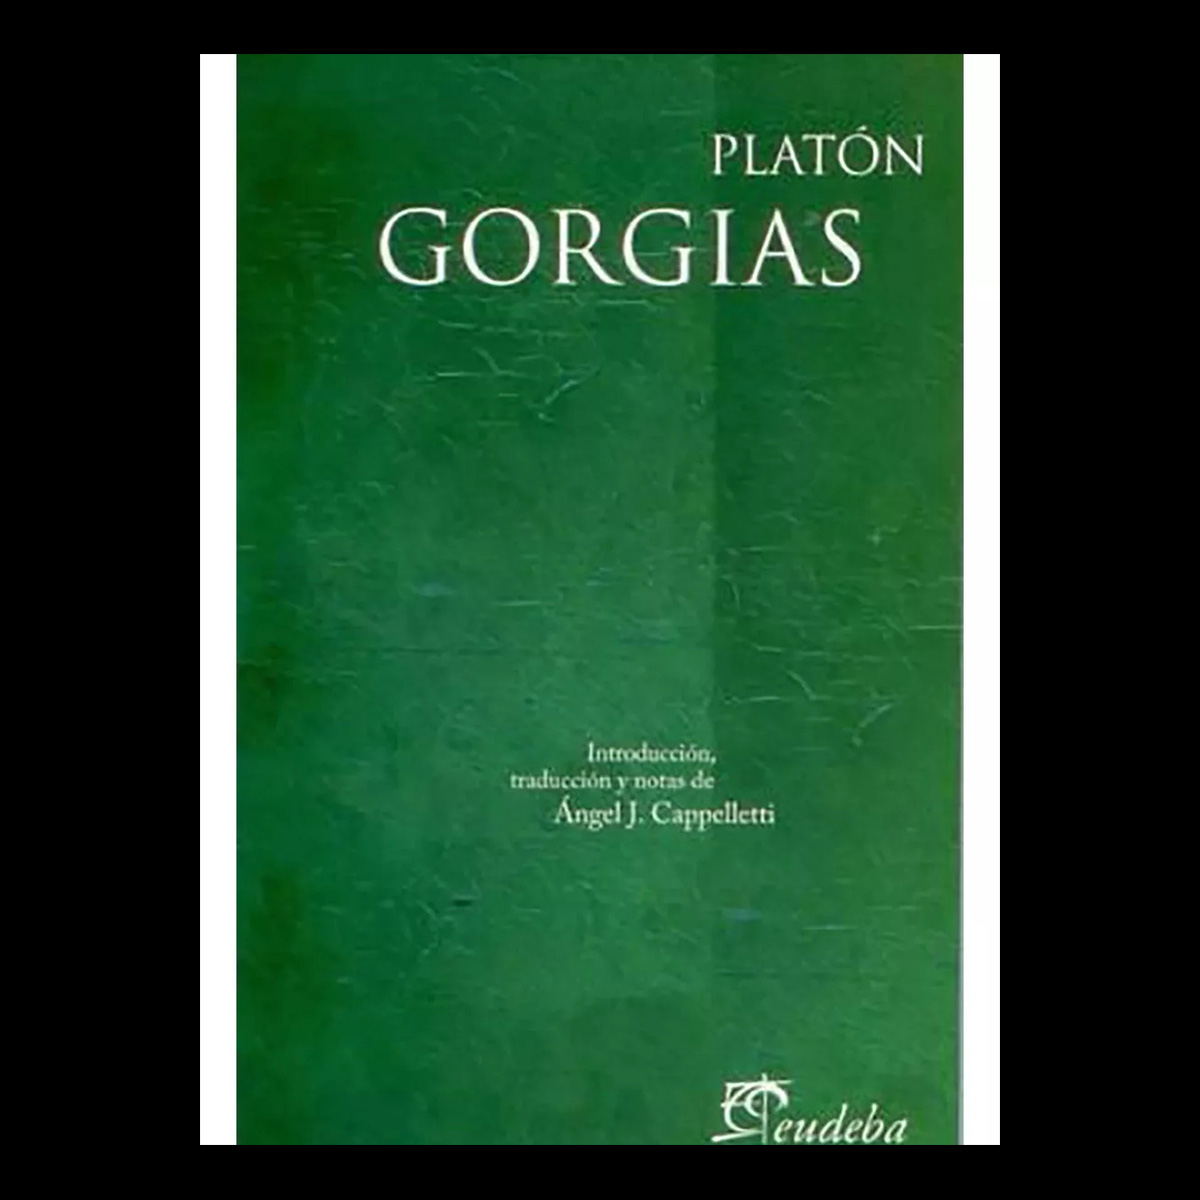 PLATÓN
GORGIAS
Introducción,
traducción y notas de
Ángel J. Cappelletti
eudeba